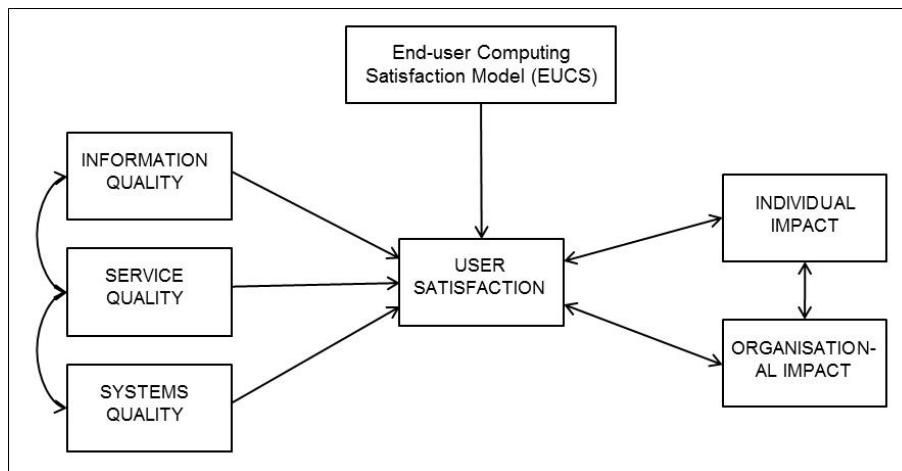 End-user Computing
Satisfaction Model (EUCS)
INFORMATION
QUALITY
SERVICE
QUALITY
SYSTEMS
QUALITY
USER
SATISFACTION
INDIVIDUAL
IMPACT
ORGANISATION-
AL IMPACT